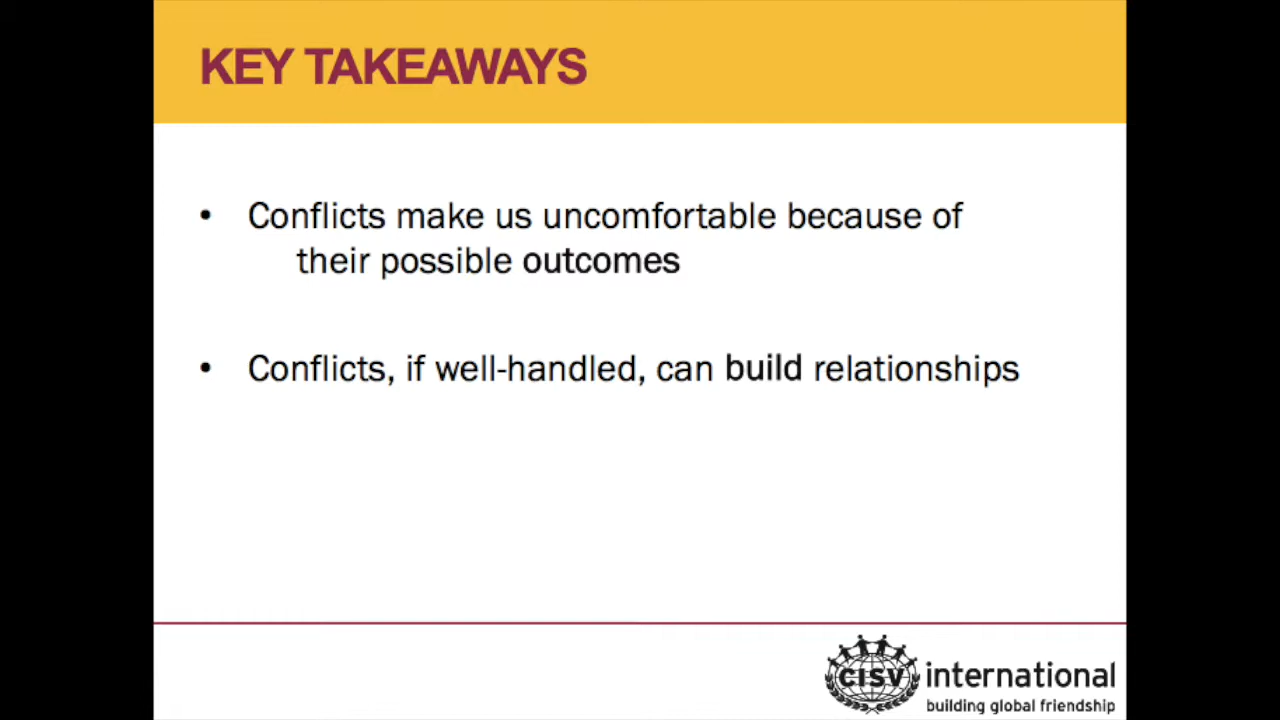 KEY TAKEAWAYS
• Conflicts make us uncomfortable because of
their possible outcomes
• Conflicts, if well-handled, can build relationships
CISV international
building global friendship